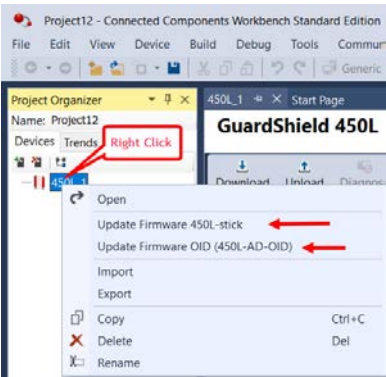 Project12 - Connected Components Workbench Standard Edition
File Edit View Device Build Debug Tools Commun
Generic
Project Organizer
450L_1 Start Page
Name: Project12
GuardShield 450L
Devices Trends
Right Click
Download Upload Diagnos
450L_1
Open
Update Firmware 450L-stick
Update Firmware OID (450L-AD-OID)
Import
Export
Copy Ctrl+C
Delete Del
Rename